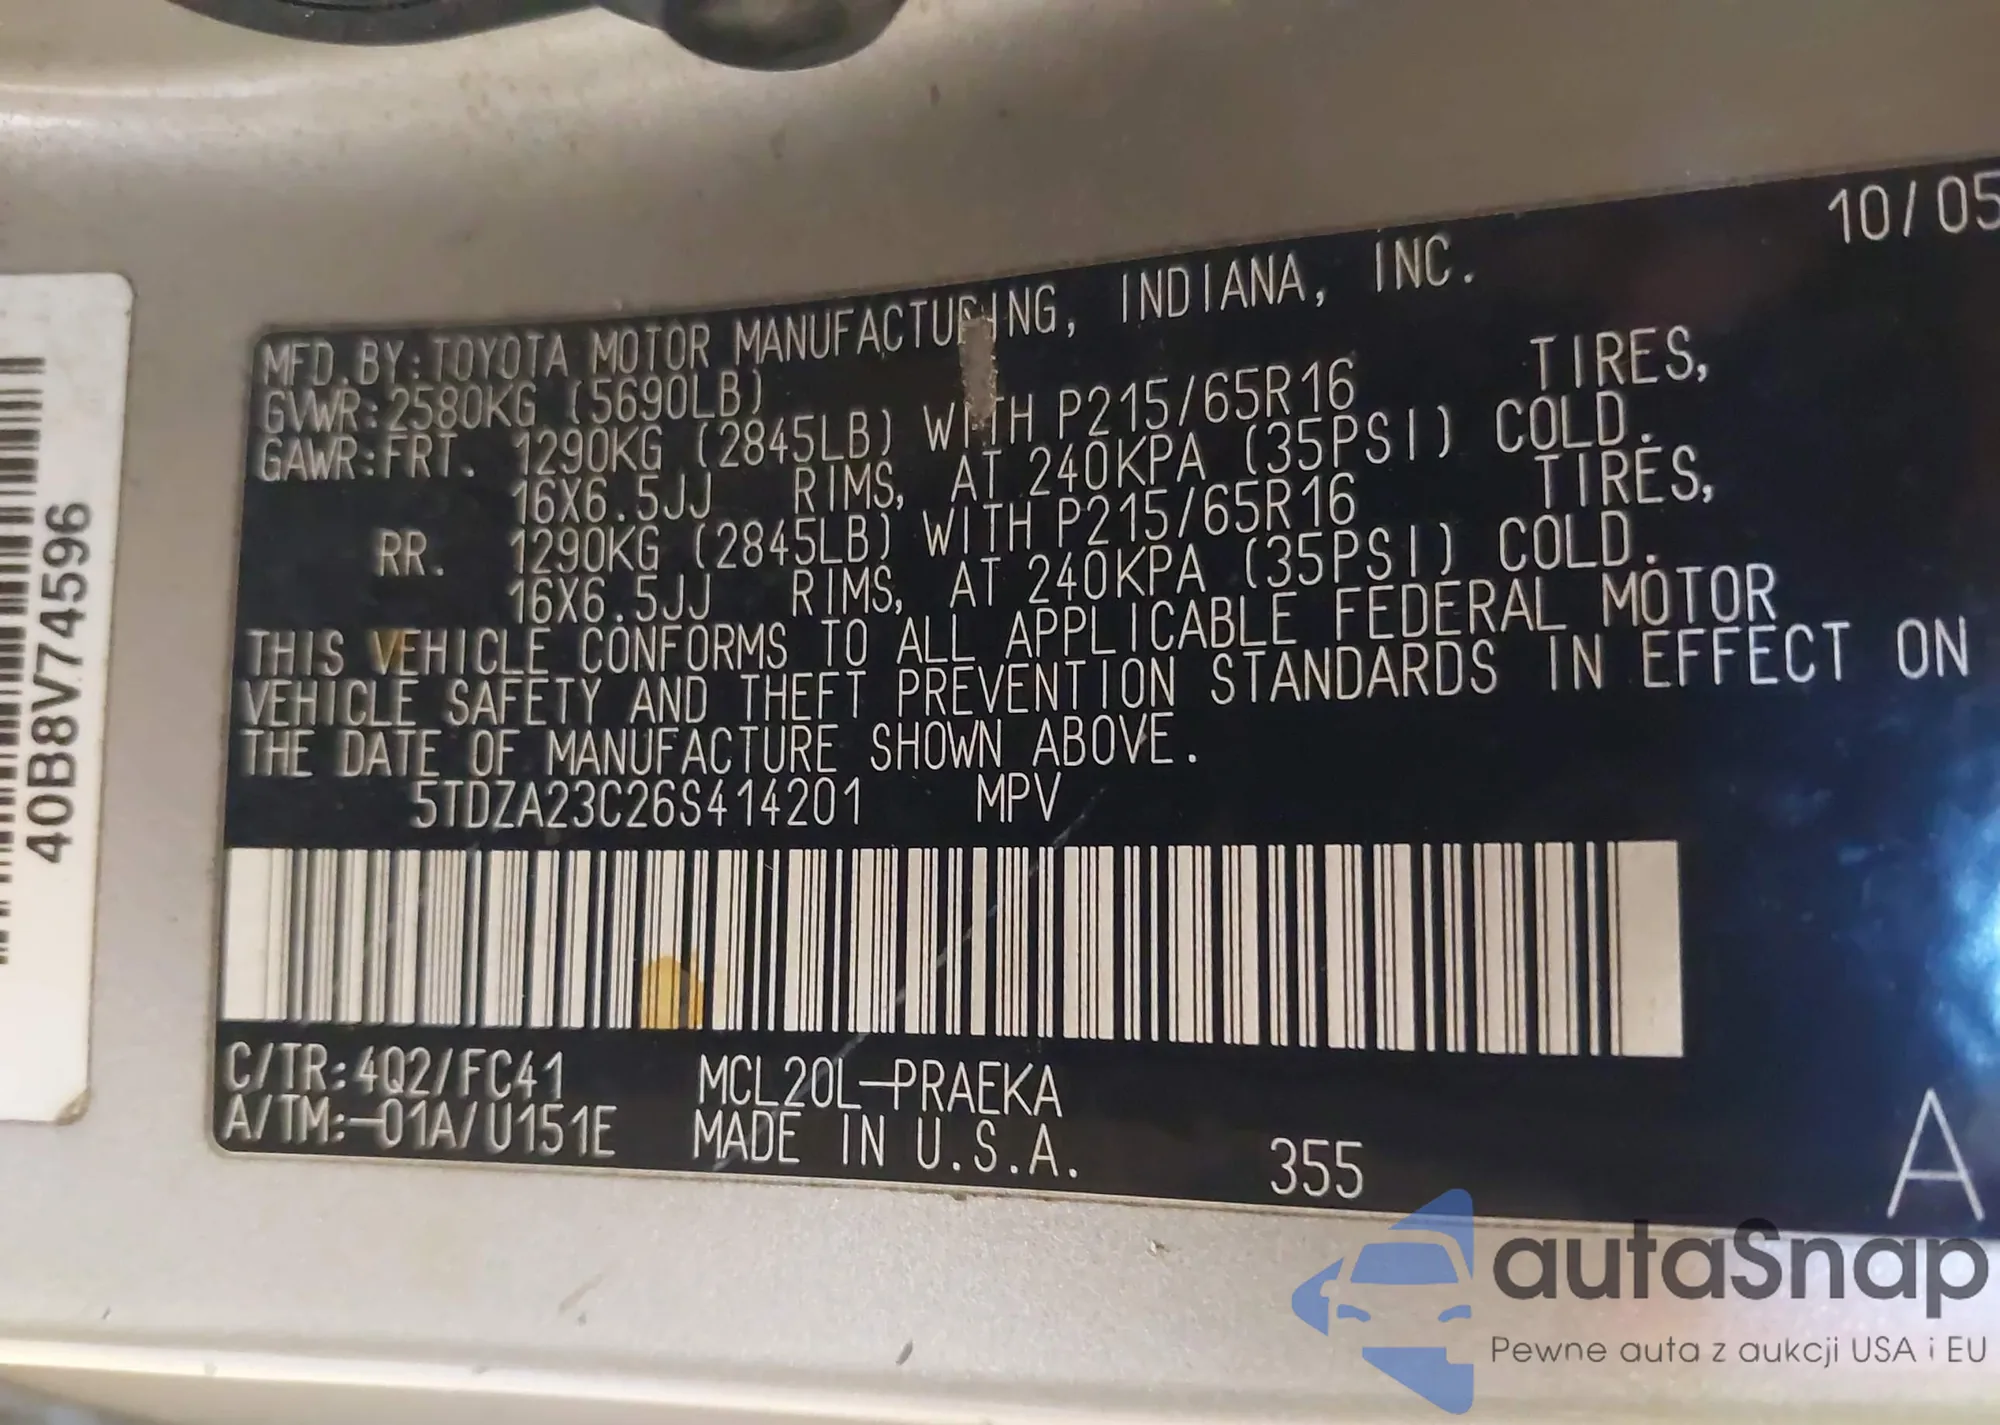 10/05
MFD.BY:TOYOTA MOTOR MANUFACTURING, INDIANA, INC.
GVWR:2580KG (5690LB)
GAWR:FRT. 1290KG (2845LB) WITH P215/65R16 TIRES,
16X6.5JJ RIMS, AT 240KPA (35PSI) COLD.
RR. 1290KG (2845LB) WITH P215/65R16 TIRES,
16X6.5JJ RIMS, AT 240KPA (35PSI) COLD.
THIS VEHICLE CONFORMS TO ALL APPLICABLE FEDERAL MOTOR
VEHICLE SAFETY AND THEFT PREVENTION STANDARDS IN EFFECT ON
THE DATE OF MANUFACTURE SHOWN ABOVE.
5TDZA23C26S414201 MPV
C/TR:4Q2/FC41 MCL20L-PRAEKA
A/TM:-01A/U151E MADE IN U.S.A. 355
A
40B8V74596
autaSnap
Pewne auta z aukcji USA i EU